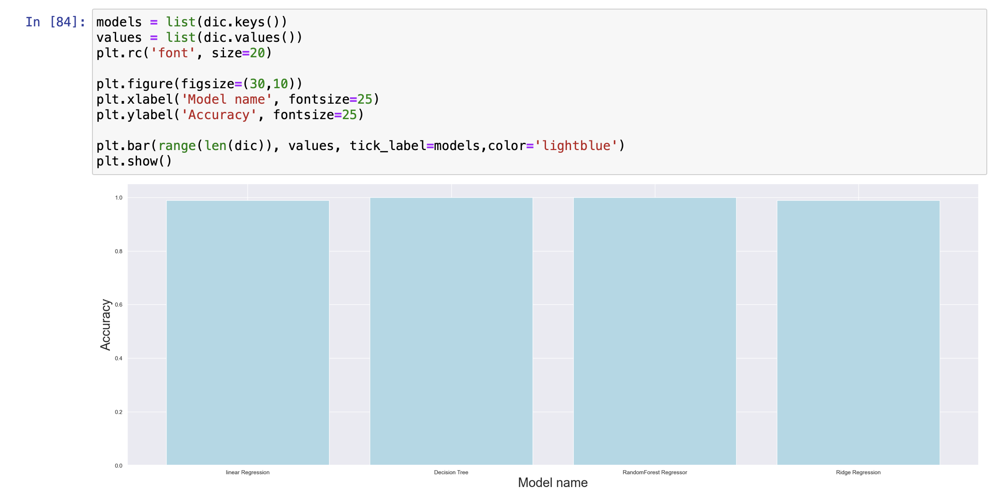 In [84]:
models = list(dic.keys())
values = list(dic.values())
plt.rc('font', size=20)
plt.figure(figsize=(30,10))
plt.xlabel('Model name', fontsize=25)
plt.ylabel('Accuracy', fontsize=25)
plt.bar(range(len(dic)), values, tick_label=models,color='lightblue')
plt.show()
1.0
0.8
0.6
0.4
0.2
0.0
Accuracy
linear Regression
Decision Tree
RandomForest Regressor
Ridge Regression
Model name